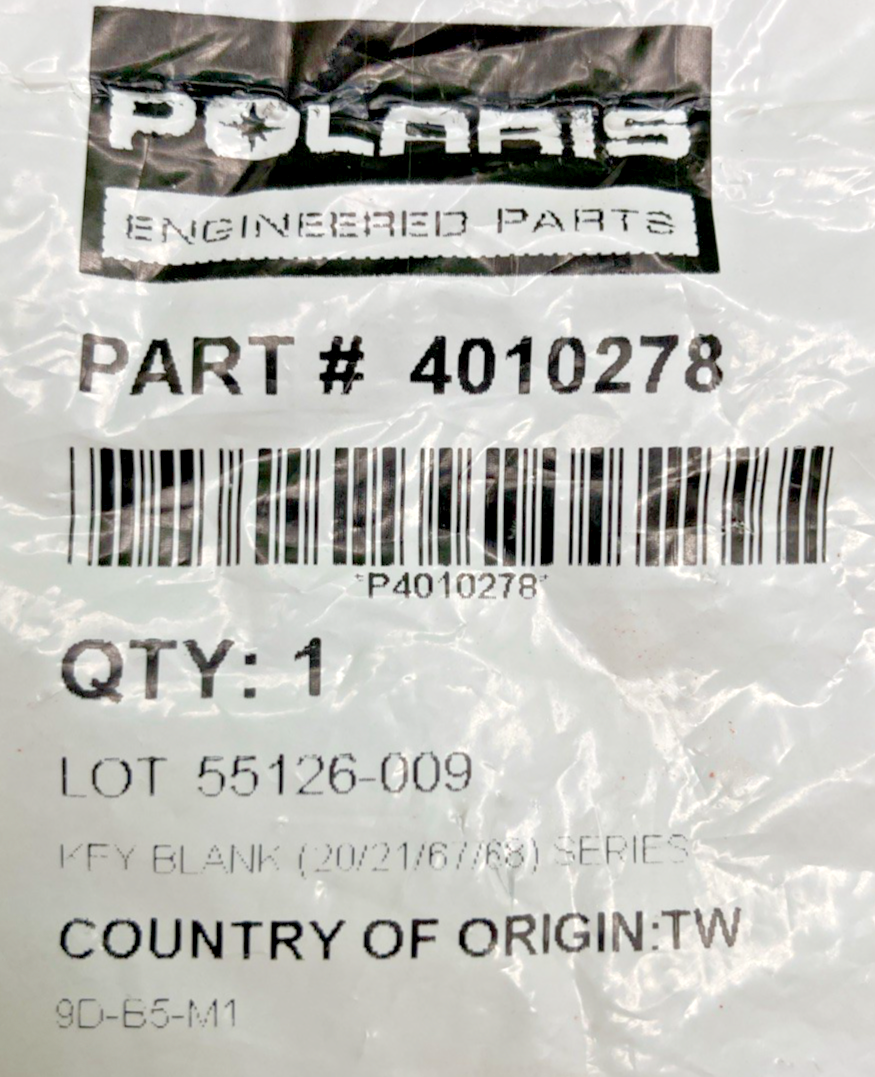 POLARIS
ENGINEERED PARTS
PART # 4010278
*P4010278*
QTY: 1
LOT 55126-009
KEY BLANK (20/21/67/68) SERIES
COUNTRY OF ORIGIN:TW
9D-B5-M1